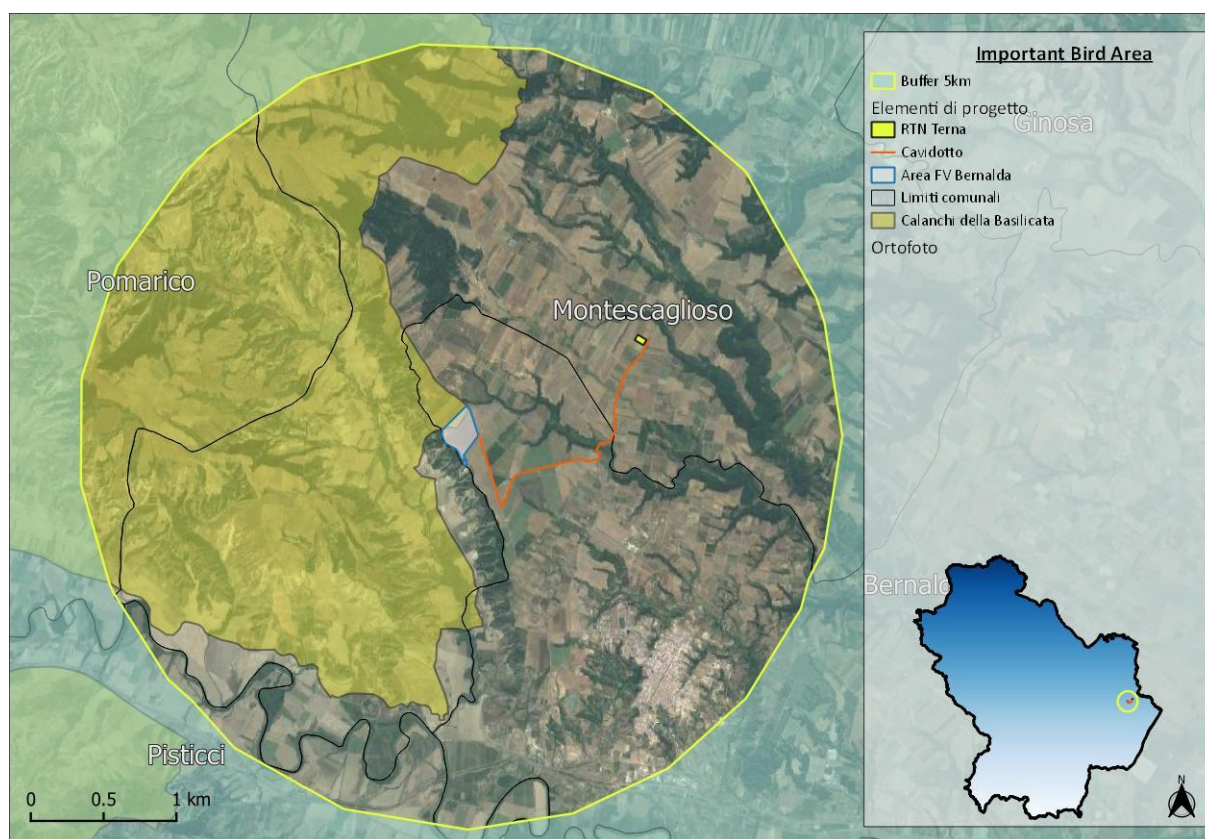 Important Bird Area
Buffer 5km
Elementi di progetto
RTN Terna
Cavidotto
Area FV Bernalda
Limiti comunali
Calanchi della Basilicata
Ortofoto
Ginosa
Pomarico
Montescaglioso
Bernald
Pisticci
0 0.5 1 km
N